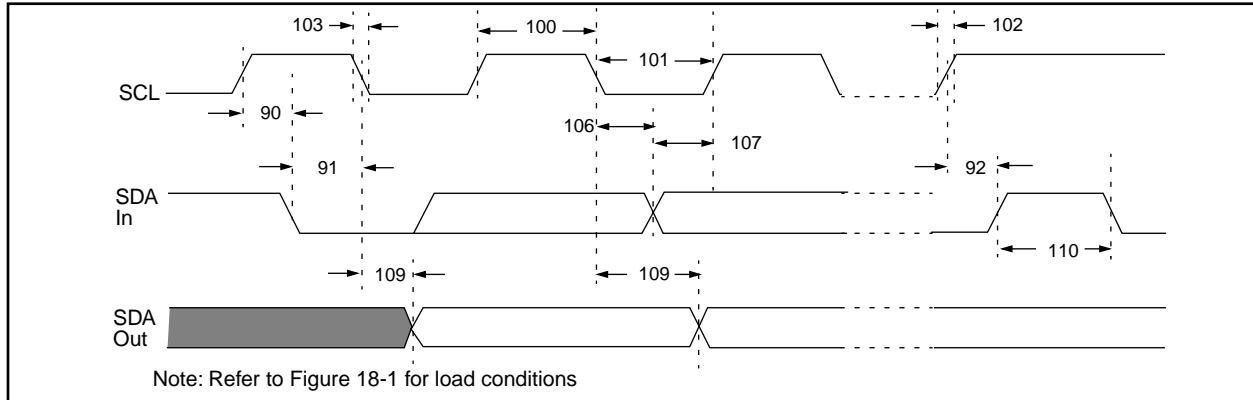 103
100
102
101
SCL
90
106
107
91
92
SDA
In
110
109
109
SDA
Out
Note: Refer to Figure 18-1 for load conditions